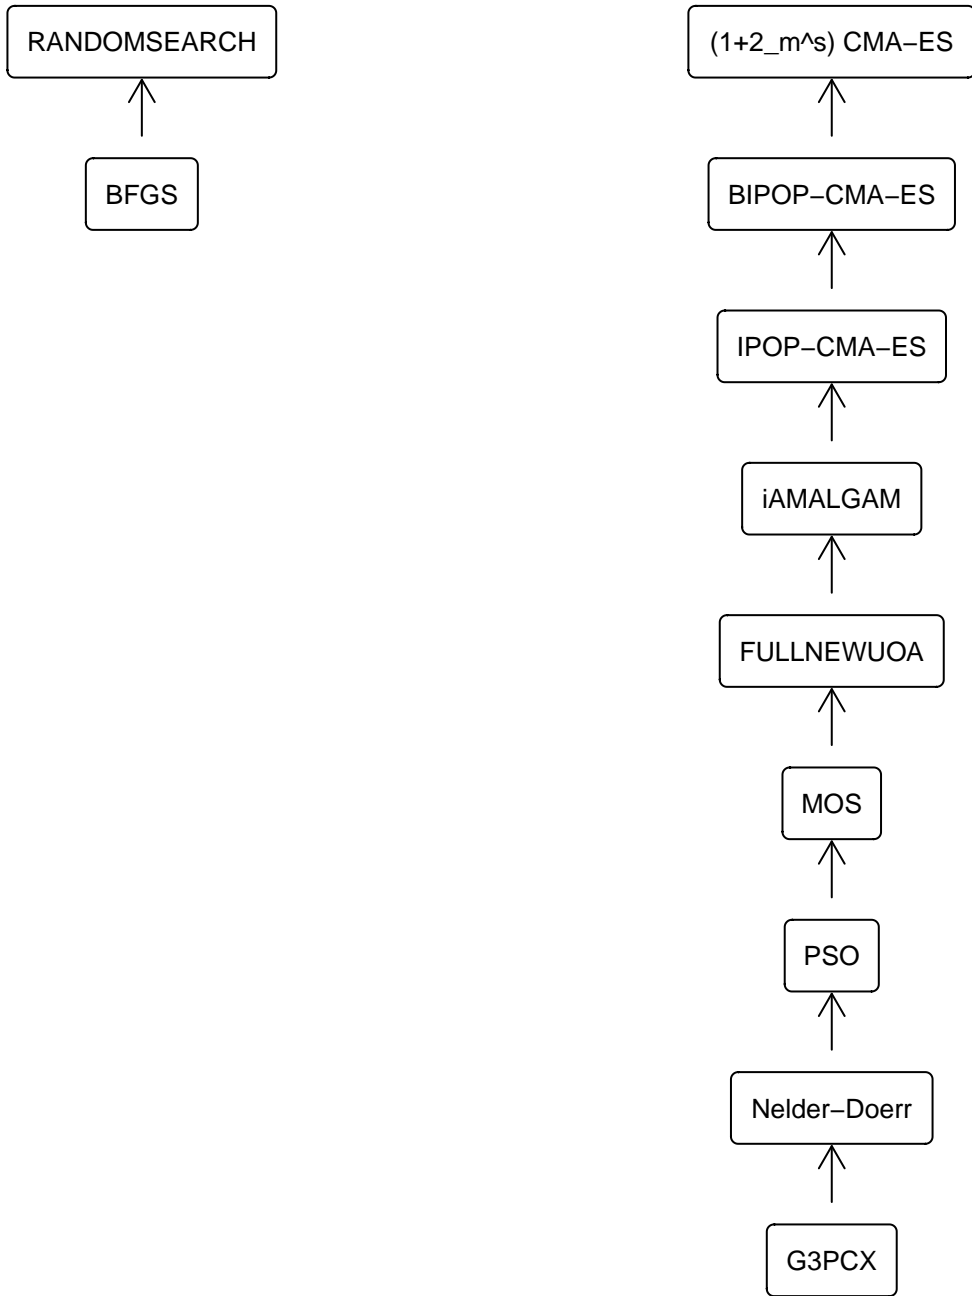 RANDOMSEARCH
(1+2_m^s) CMA−ES
BFGS
BIPOP−CMA−ES
IPOP−CMA−ES
iAMALGAM
FULLNEWUOA
MOS
PSO
Nelder−Doerr
G3PCX